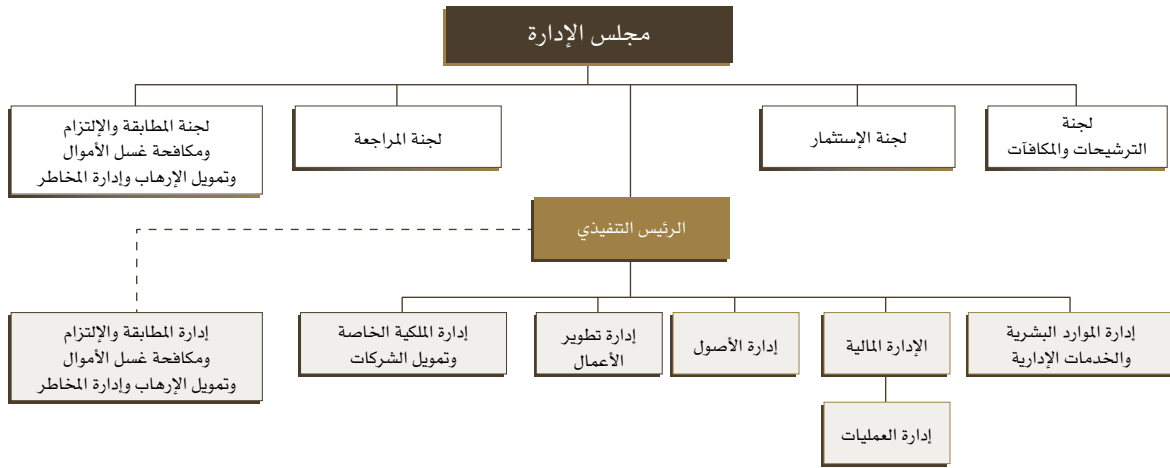 مجلس الإدارة
لجنة
الترشيحات والمكافآت
لجنة الإستثمار
لجنة المراجعة
لجنة المطابقة والإلتزام
ومكافحة غسل الأموال
وتمويل الإرهاب وإدارة المخاطر
الرئيس التنفيذي
إدارة الموارد البشرية
والخدمات الإدارية
الإدارة المالية
إدارة الأصول
إدارة تطوير
الأعمال
إدارة الملكية الخاصة
وتمويل الشركات
إدارة المطابقة والإلتزام
ومكافحة غسل الأموال
وتمويل الإرهاب وإدارة المخاطر
إدارة العمليات